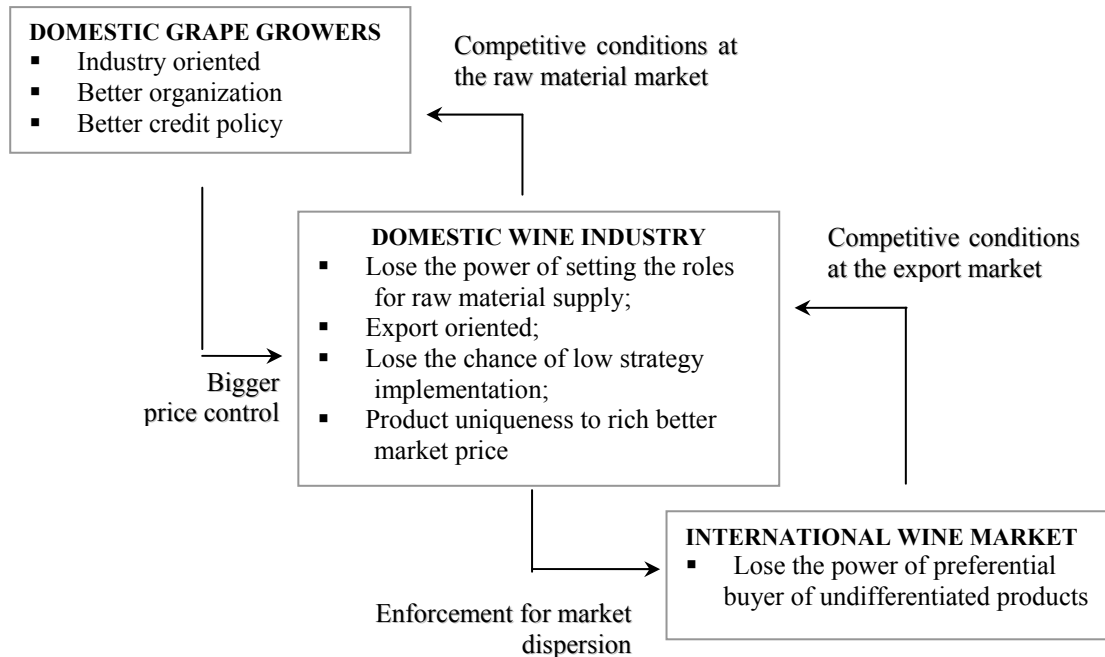 DOMESTIC GRAPE GROWERS
▪ Industry oriented
▪ Better organization
▪ Better credit policy
Competitive conditions at
the raw material market
DOMESTIC WINE INDUSTRY
▪ Lose the power of setting the roles
for raw material supply;
▪ Export oriented;
▪ Lose the chance of low strategy
implementation;
▪ Product uniqueness to rich better
market price
Competitive conditions
at the export market
Bigger
price control
INTERNATIONAL WINE MARKET
▪ Lose the power of preferential
buyer of undifferentiated products
Enforcement for market
dispersion